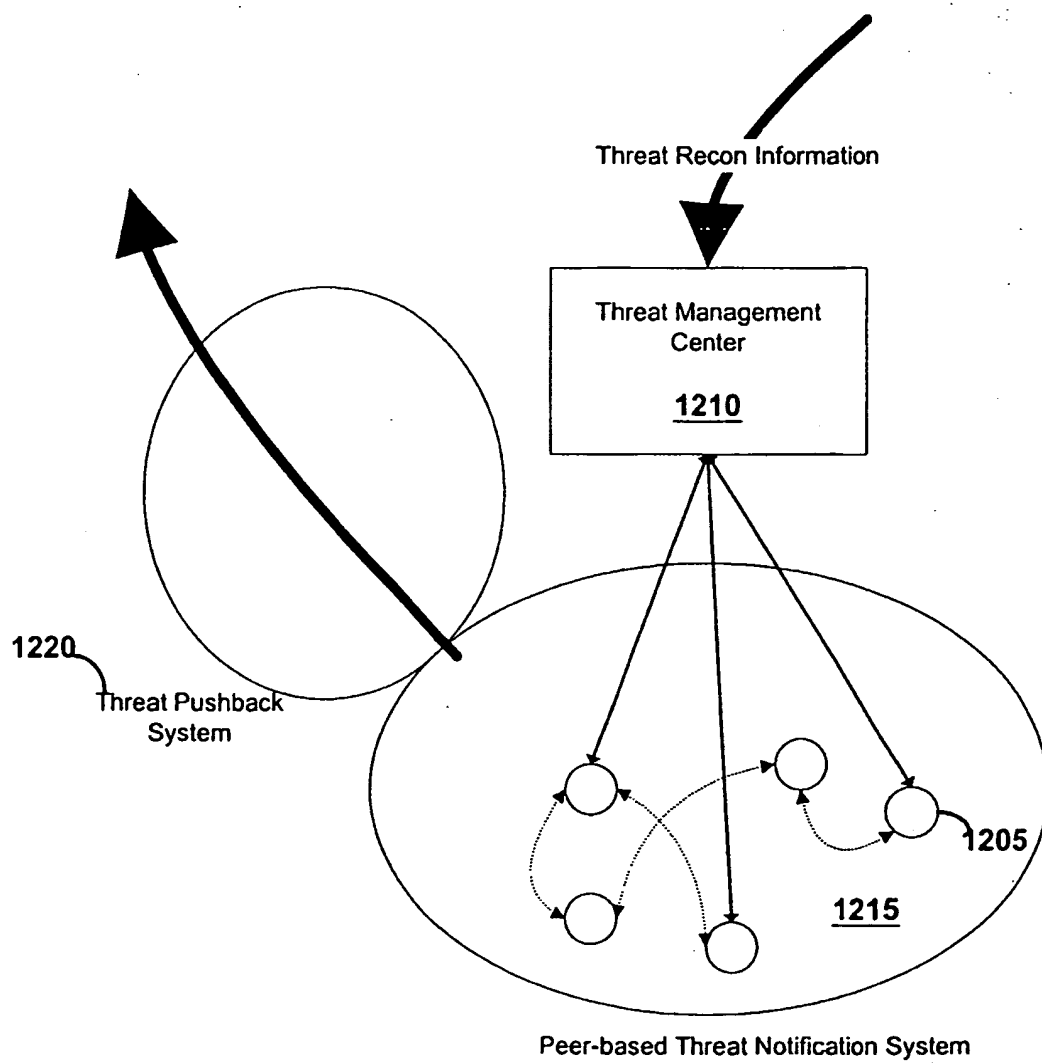 Threat Recon Information
Threat Management
Center
1210
1220
Threat Pushback
System
1205
1215
Peer-based Threat Notification System